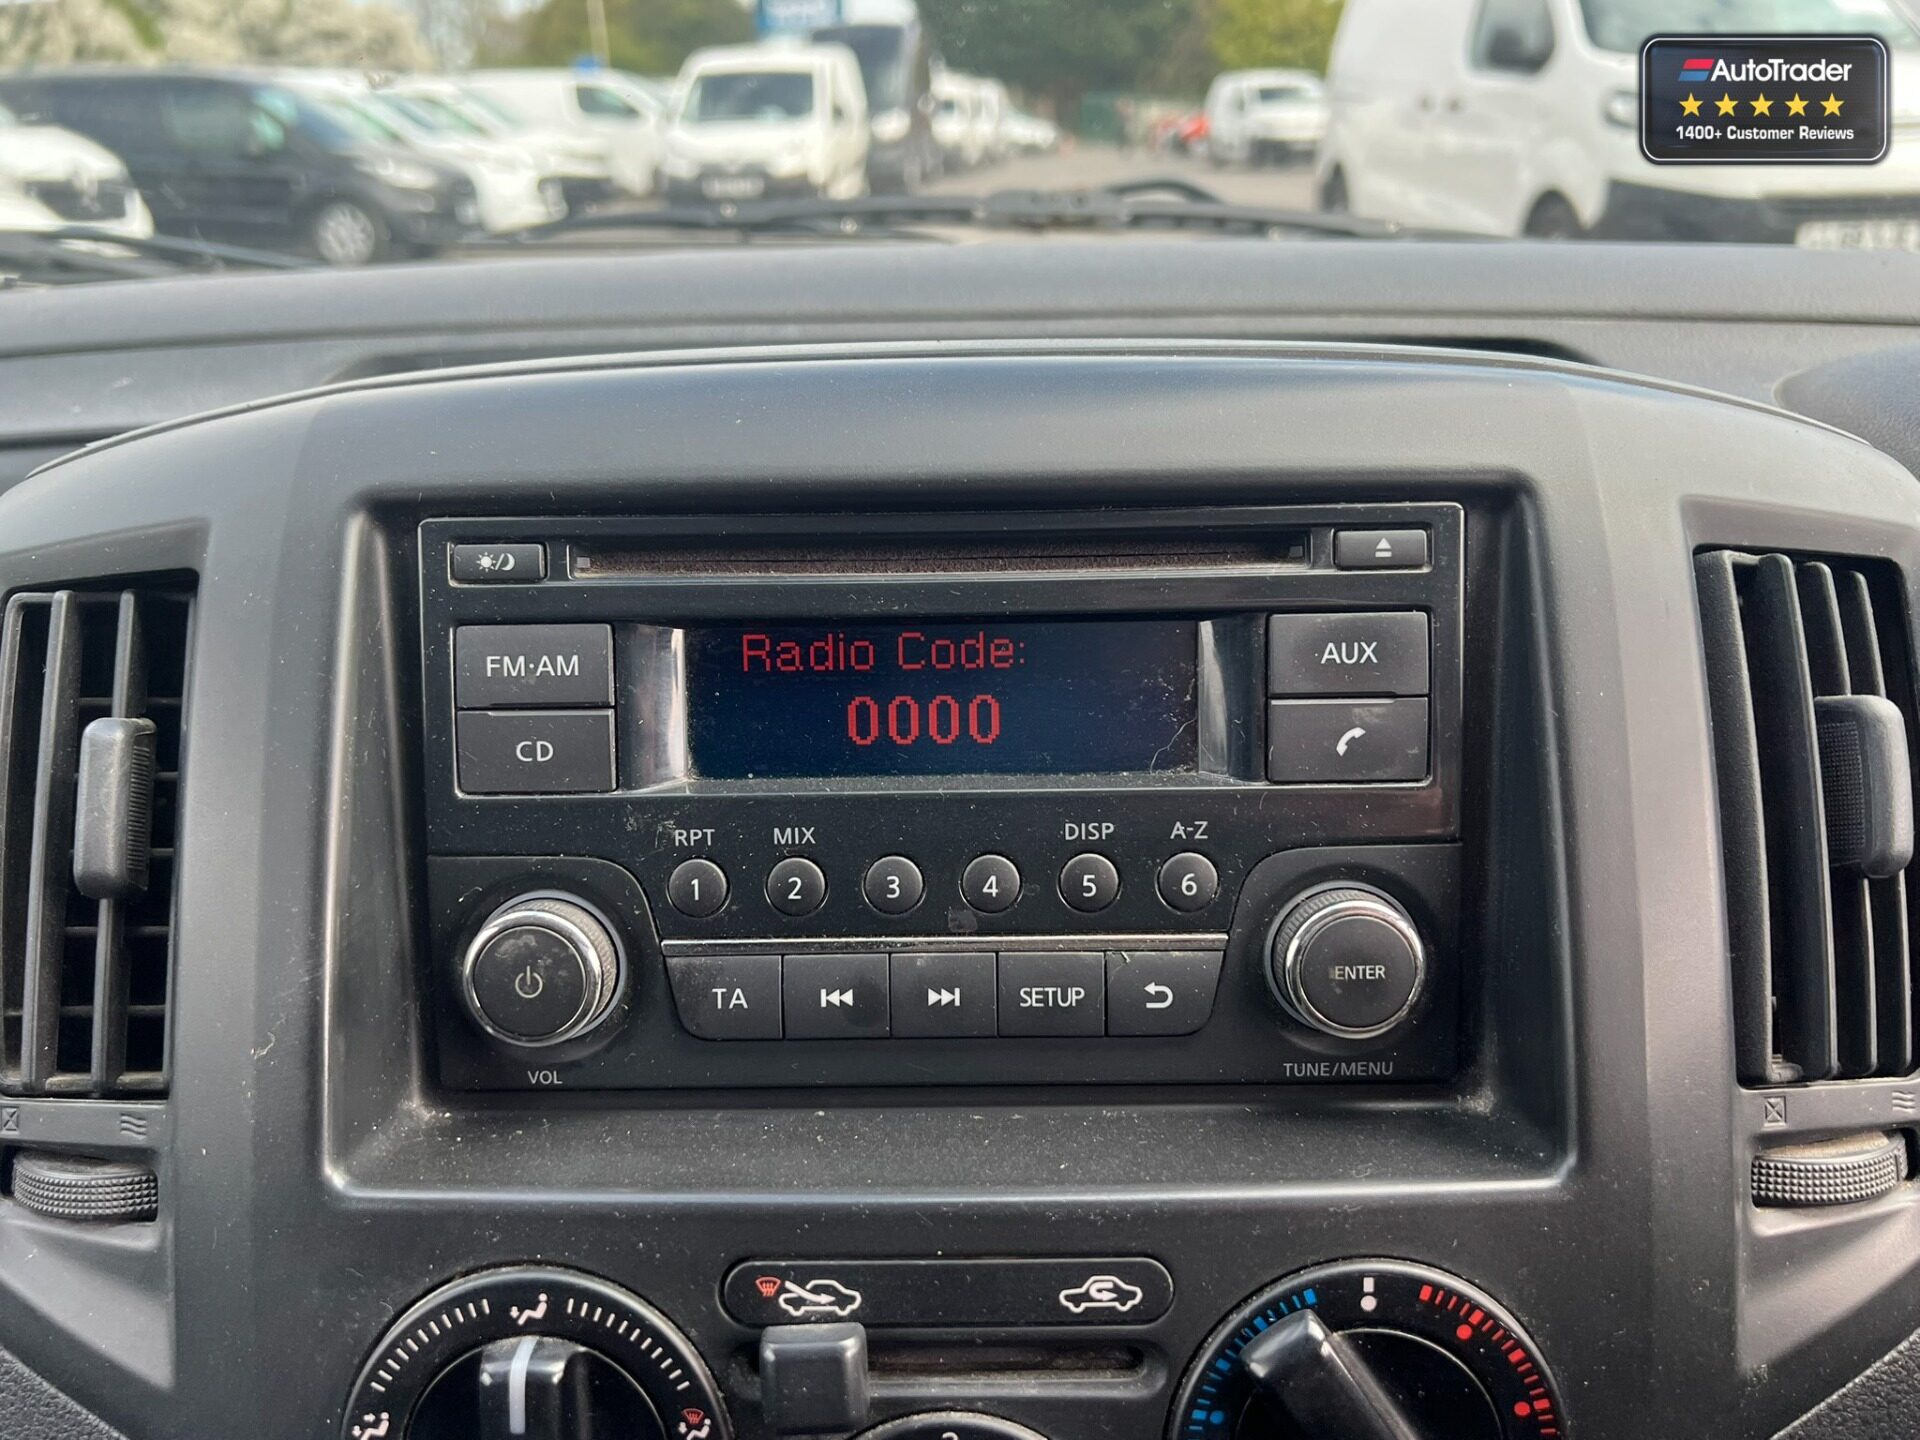 AutoTrader
1400+ Customer Reviews
Radio Code:
0000
FM·AM
CD
AUX
RPT
MIX
DISP
A-Z
1
2
3
4
5
6
TA
SETUP
ENTER
VOL
TUNE/MENU